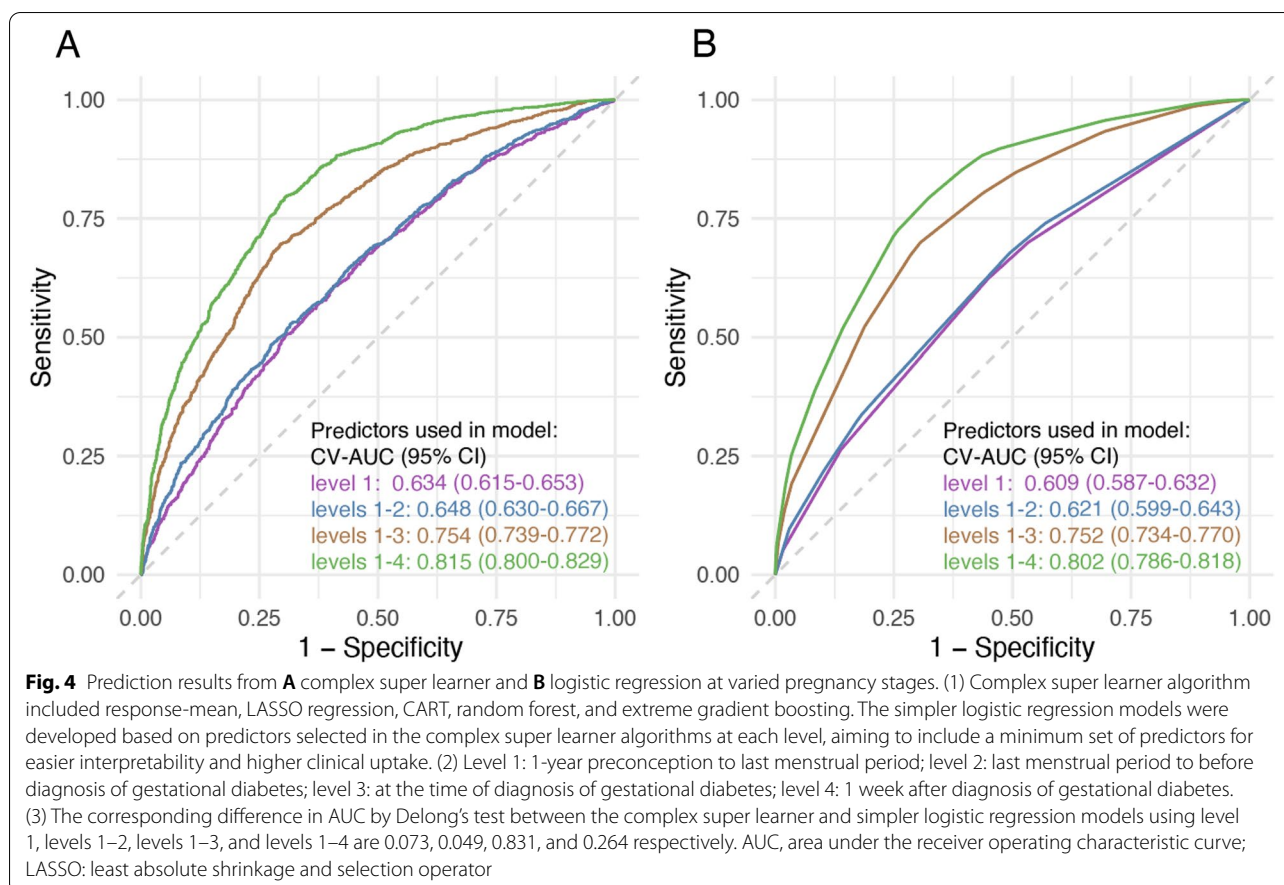 A
1.00
0.75
0.50
0.25
0.00
Sensitivity
Predictors used in model:
CV-AUC (95% CI)
level 1: 0.634 (0.615-0.653)
levels 1-2: 0.648 (0.630-0.667)
levels 1-3: 0.754 (0.739-0.772)
levels 1-4: 0.815 (0.800-0.829)
0.00 0.25 0.50 0.75 1.00
1 – Specificity
B
1.00
0.75
0.50
0.25
0.00
Sensitivity
Predictors used in model:
CV-AUC (95% CI)
level 1: 0.609 (0.587-0.632)
levels 1-2: 0.621 (0.599-0.643)
levels 1-3: 0.752 (0.734-0.770)
levels 1-4: 0.802 (0.786-0.818)
0.00 0.25 0.50 0.75 1.00
1 – Specificity
Fig. 4 Prediction results from A complex super learner and B logistic regression at varied pregnancy stages. (1) Complex super learner algorithm
included response-mean, LASSO regression, CART, random forest, and extreme gradient boosting. The simpler logistic regression models were
developed based on predictors selected in the complex super learner algorithms at each level, aiming to include a minimum set of predictors for
easier interpretability and higher clinical uptake. (2) Level 1: 1-year preconception to last menstrual period; level 2: last menstrual period to before
diagnosis of gestational diabetes; level 3: at the time of diagnosis of gestational diabetes; level 4: 1 week after diagnosis of gestational diabetes.
(3) The corresponding difference in AUC by Delong's test between the complex super learner and simpler logistic regression models using level
1, levels 1–2, levels 1–3, and levels 1–4 are 0.073, 0.049, 0.831, and 0.264 respectively. AUC, area under the receiver operating characteristic curve;
LASSO: least absolute shrinkage and selection operator